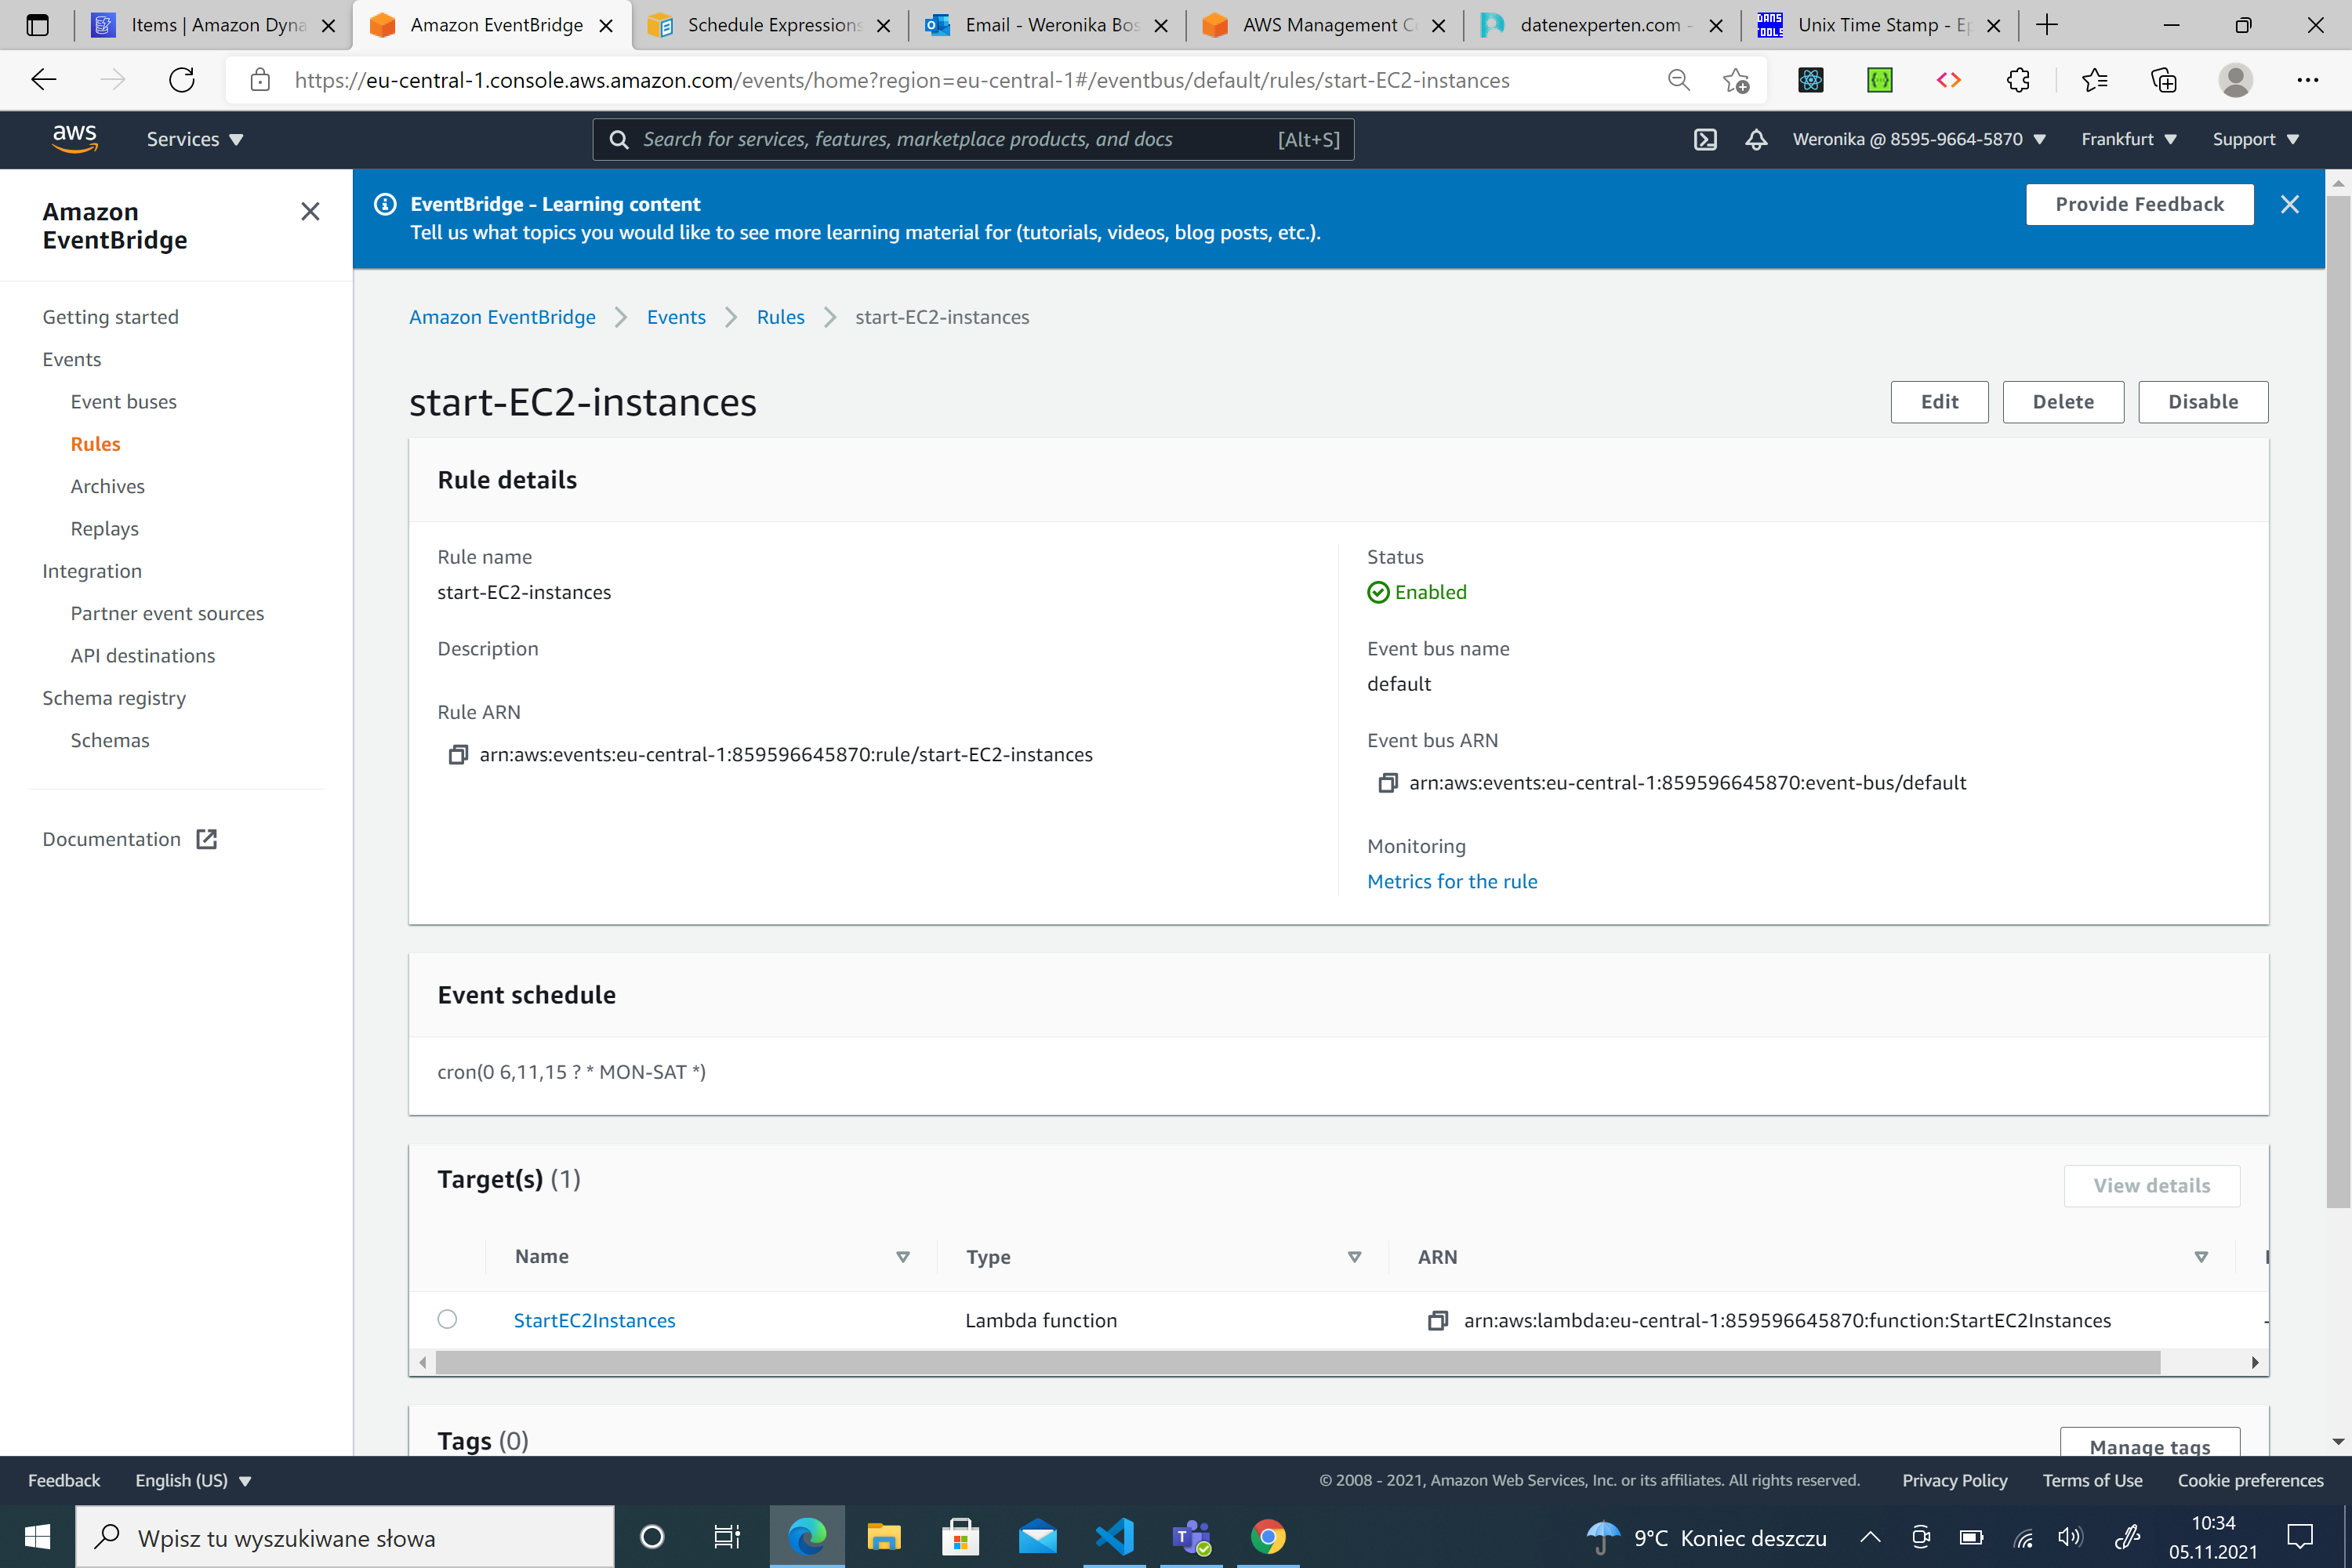 Items | Amazon Dyna
Amazon EventBridge
Schedule Expressions
Email - Weronika Bos
AWS Management Co
datenexperten.com -
DANS TOOLS
Unix Time Stamp - Ep
https://eu-central-1.console.aws.amazon.com/events/home?region=eu-central-1#/eventbus/default/rules/start-EC2-instances
aws
Services
Search for services, features, marketplace products, and docs
[Alt+S]
Weronika @ 8595-9664-5870
Frankfurt
Support
Amazon
EventBridge
Getting started
Events
Event buses
Rules
Archives
Replays
Integration
Partner event sources
API destinations
Schema registry
Schemas
Documentation
EventBridge - Learning content
Tell us what topics you would like to see more learning material for (tutorials, videos, blog posts, etc.).
Provide Feedback
Amazon EventBridge
Events
Rules
start-EC2-instances
start-EC2-instances
Edit
Delete
Disable
Rule details
Rule name
start-EC2-instances
Description
Rule ARN
arn:aws:events:eu-central-1:859596645870:rule/start-EC2-instances
Status
Enabled
Event bus name
default
Event bus ARN
arn:aws:events:eu-central-1:859596645870:event-bus/default
Monitoring
Metrics for the rule
Event schedule
cron(0 6,11,15 ? * MON-SAT *)
Target(s) (1)
View details
Name
Type
ARN
StartEC2Instances
Lambda function
arn:aws:lambda:eu-central-1:859596645870:function:StartEC2Instances
-
Tags (0)
Manage tags
Feedback
English (US)
© 2008 - 2021, Amazon Web Services, Inc. or its affiliates. All rights reserved.
Privacy Policy
Terms of Use
Cookie preferences
Wpisz tu wyszukiwane słowa
9°C Koniec deszczu
10:34
05.11.2021